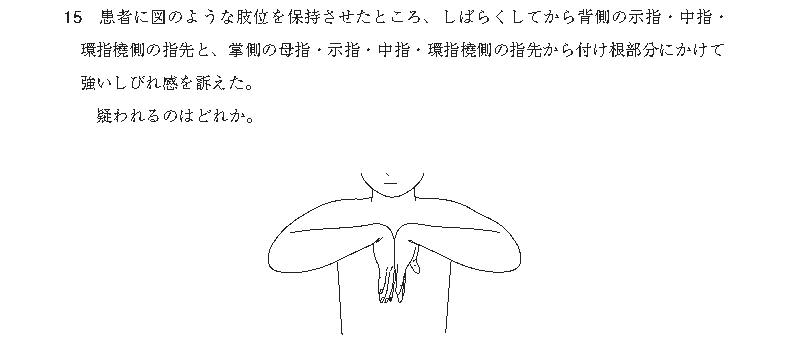 15 患者に図のような肢位を保持させたところ、しばらくしてから背側の示指・中指・
環指橈側の指先と、掌側の母指・示指・中指・環指橈側の指先から付け根部分にかけて
強いしびれ感を訴えた。
疑われるのはどれか。